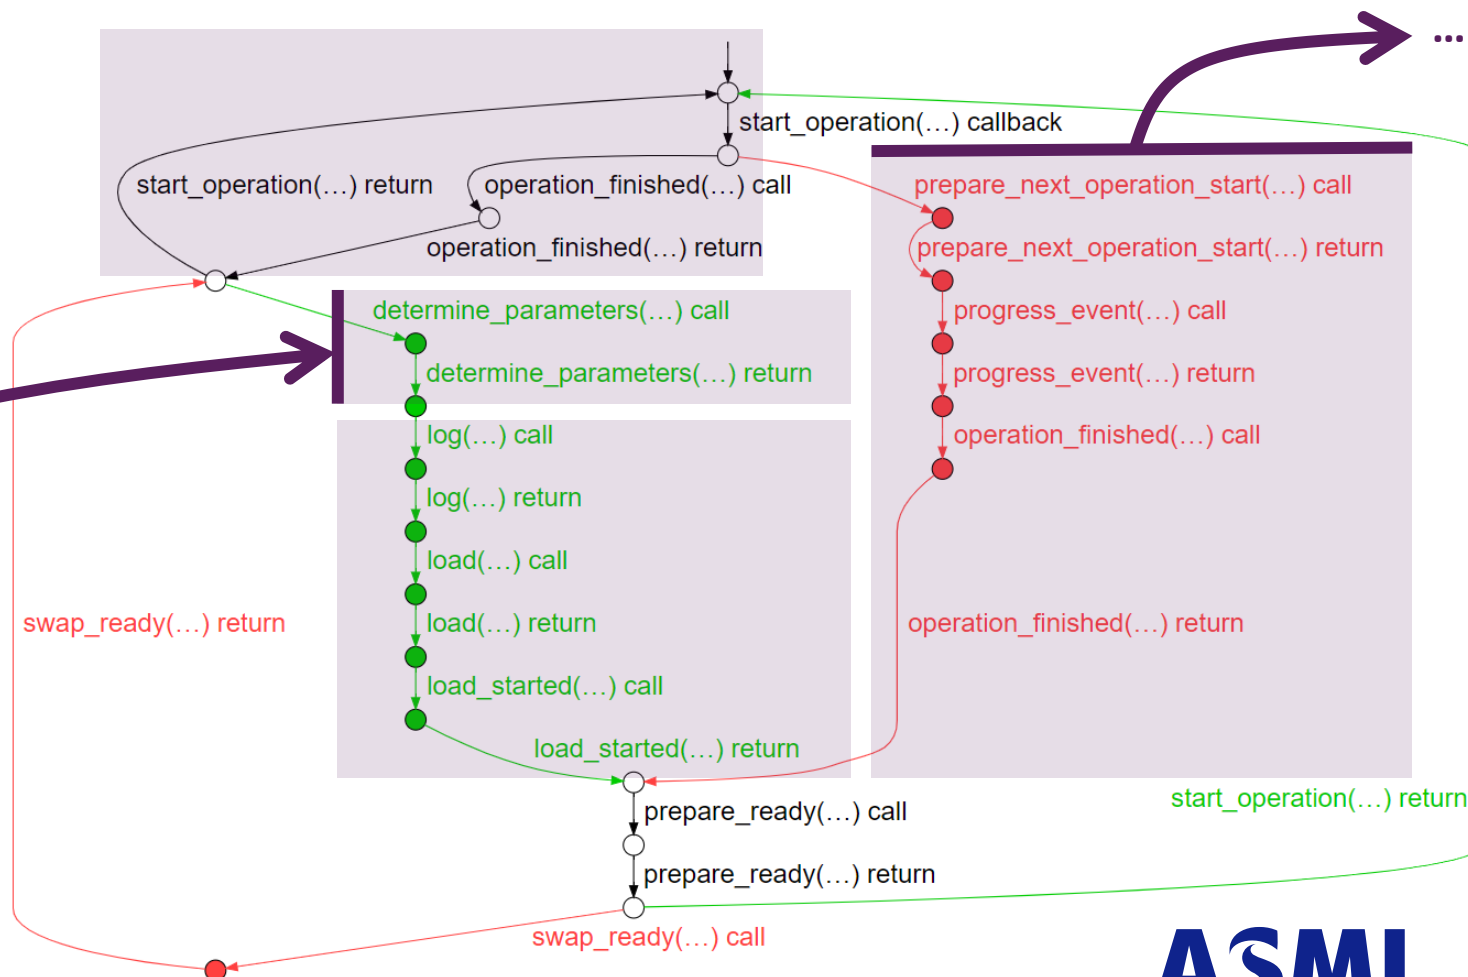 ...
start_operation(…) callback
start_operation(…) return
operation_finished(…) call
prepare_next_operation_start(…) call
operation_finished(…) return
prepare_next_operation_start(…) return
determine_parameters(…) call
progress_event(…) call
determine_parameters(…) return
progress_event(…) return
log(…) call
operation_finished(…) call
log(…) return
load(…) call
swap_ready(…) return
load(…) return
operation_finished(…) return
load_started(…) call
load_started(…) return
start_operation(…) return
prepare_ready(…) call
prepare_ready(…) return
swap_ready(…) call
ASML